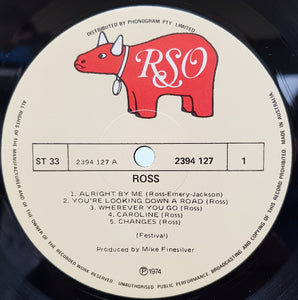 DISTRIBUTED BY PHONOGRAM PTY. LIMITED
MADE IN AUSTRALIA.
RSO
ROSS
ST 33
2394 127 A
2394 127
1
1. ALRIGHT BY ME (Ross-Emery-Jackson)
2. YOU'RE LOOKING DOWN A ROAD (Ross)
3. WHEREVER YOU GO (Ross)
4. CAROLINE (Ross)
5. CHANGES (Ross)
(Festival)
Produced by Mike Finesilver
Ⓟ 1974
ALL RIGHTS OF THE MANUFACTURER AND OF THE OWNER OF THE RECORDED WORK RESERVED. UNAUTHORISED PUBLIC PERFORMANCE, BROADCASTING AND COPYING OF THIS RECORD PROHIBITED.